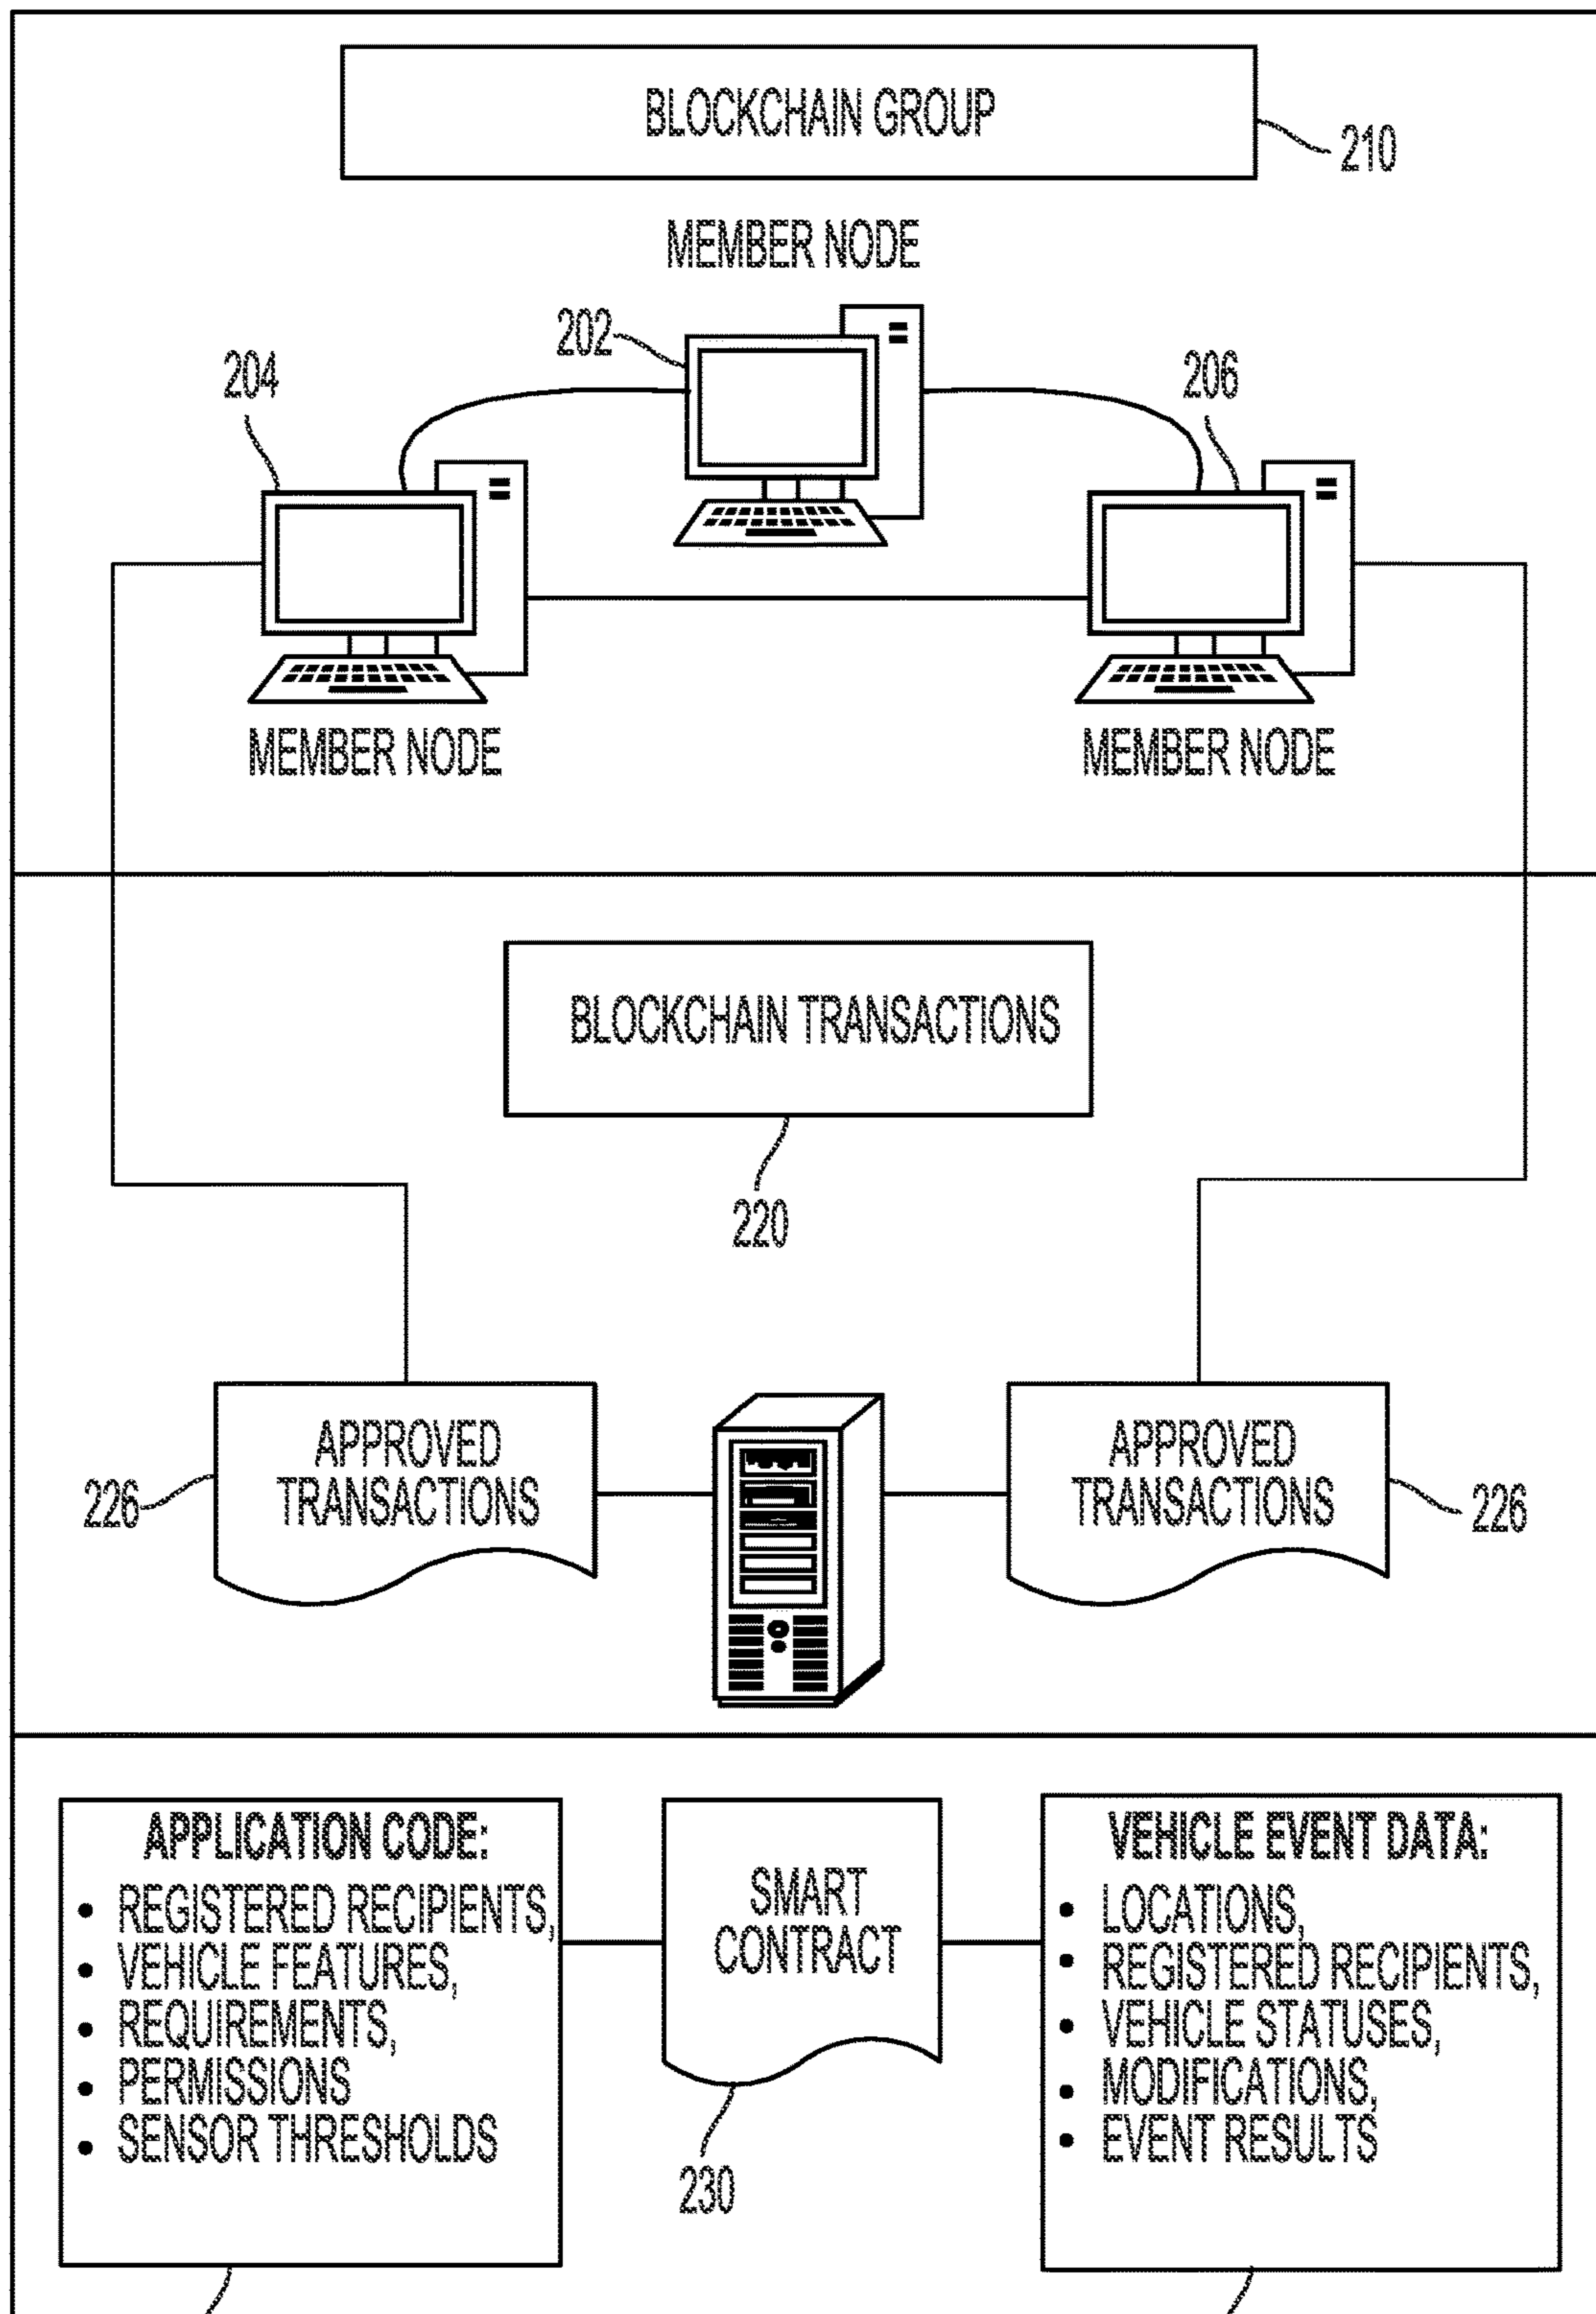 BLOCKCHAIN GROUP
210
MEMBER NODE
202
204
206
MEMBER NODE
MEMBER NODE
BLOCKCHAIN TRANSACTIONS
220
APPROVED
TRANSACTIONS
226
APPROVED
TRANSACTIONS
226
APPLICATION CODE:
• REGISTERED RECIPIENTS,
• VEHICLE FEATURES,
• REQUIREMENTS,
• PERMISSIONS
• SENSOR THRESHOLDS
SMART
CONTRACT
230
VEHICLE EVENT DATA:
• LOCATIONS,
• REGISTERED RECIPIENTS,
• VEHICLE STATUSES,
• MODIFICATIONS,
• EVENT RESULTS